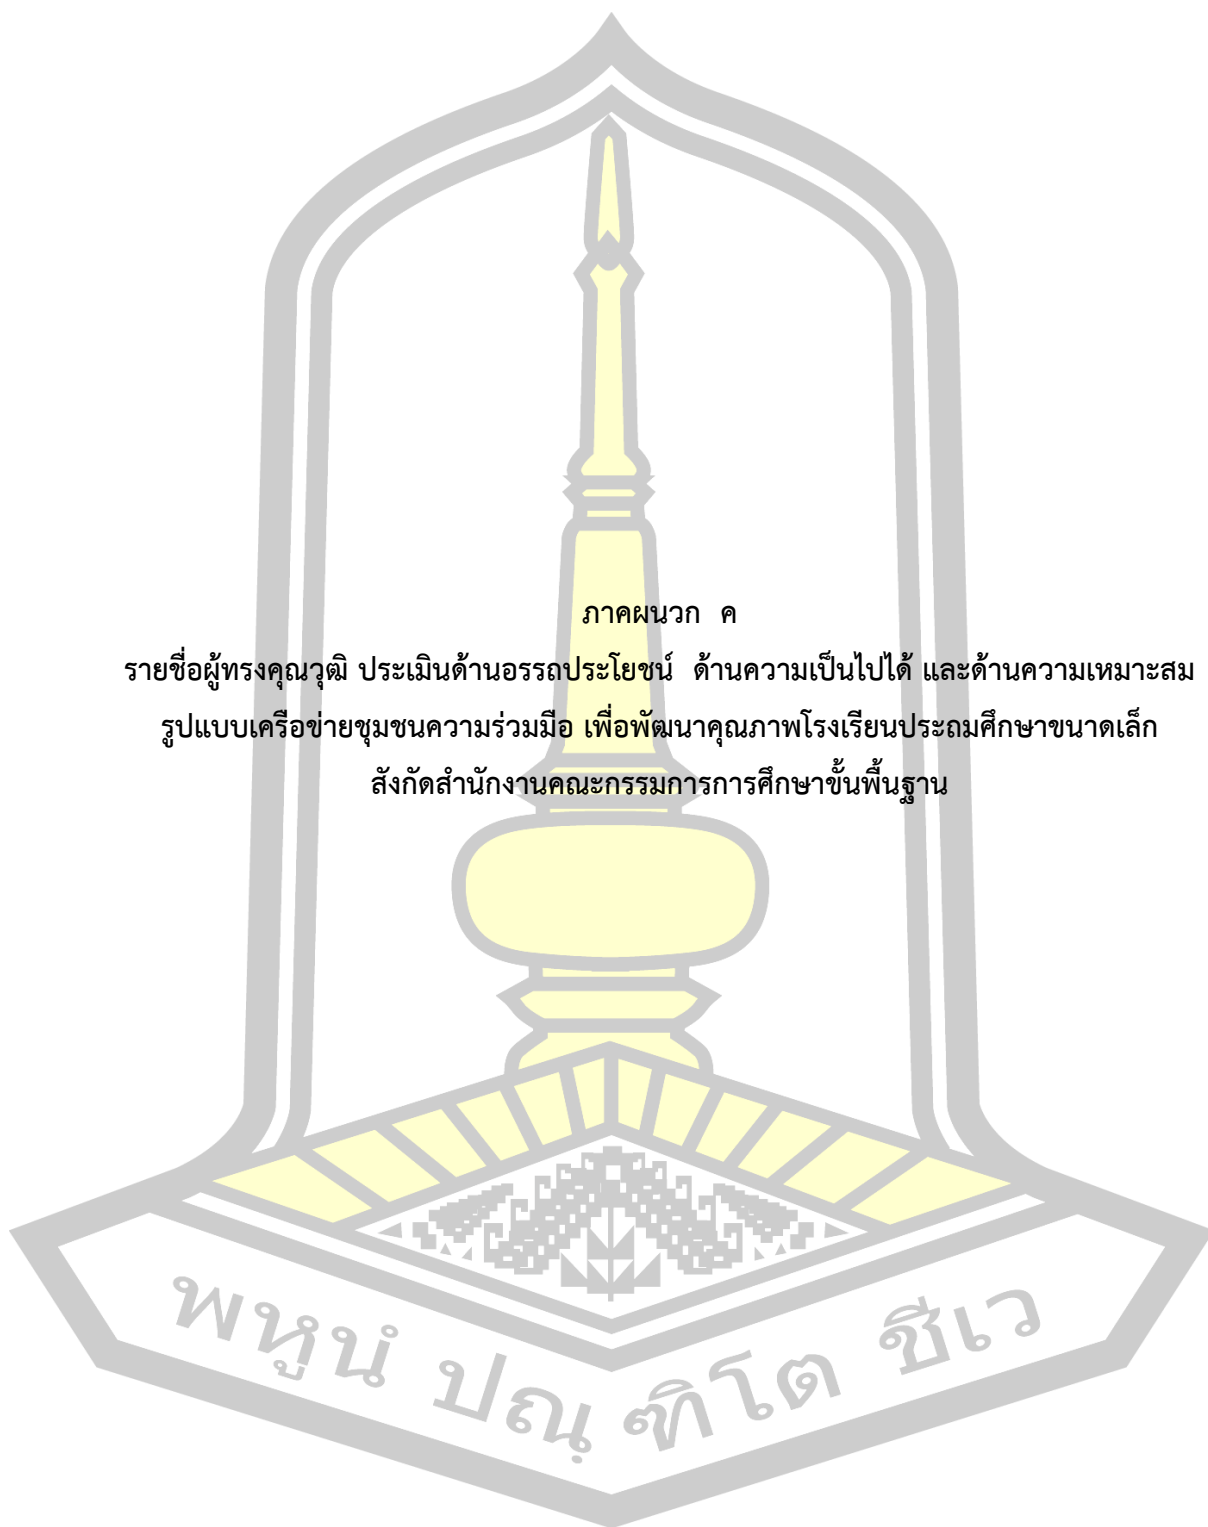 ภาคผนวก ค
รายชื่อผู้ทรงคุณวุฒิ ประเมินด้านอรรถประโยชน์ ด้านความเป็นไปได้ และด้านความเหมาะสม
รูปแบบเครือข่ายชุมชนความร่วมมือ เพื่อพัฒนาคุณภาพโรงเรียนประถมศึกษาขนาดเล็ก
สังกัดสำนักงานคณะกรรมการการศึกษาขั้นพื้นฐาน
พหูนํ ปณฺฑิโต ชีเว